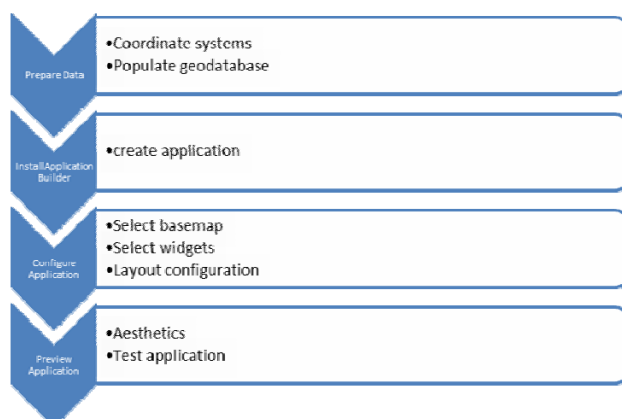 Prepare Data
•Coordinate systems
•Populate geodatabase
InstallApplication
Builder
•create application
Configure
Application
•Select basemap
•Select widgets
•Layout configuration
Preview
Application
•Aesthetics
•Test application